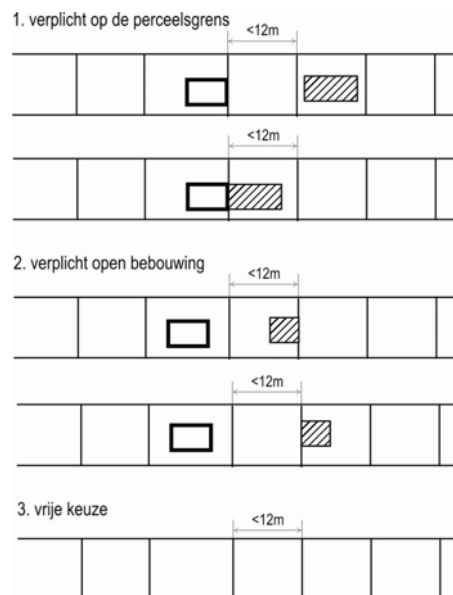 1. verplicht op de perceelsgrens
<12m
<12m
2. verplicht open bebouwing
<12m
<12m
3. vrije keuze
<12m